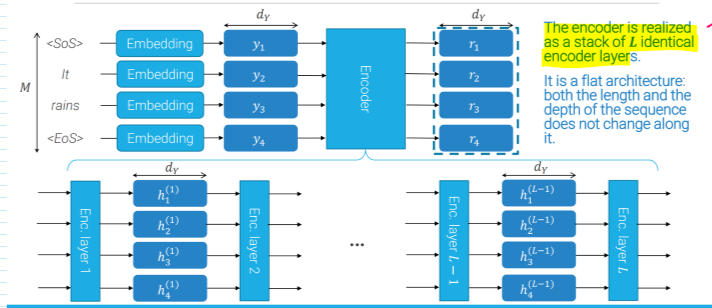 d_Y
d_Y
<SoS>
Embedding
y_1
r_1
It
Embedding
y_2
r_2
M
Encoder
rains
Embedding
y_3
r_3
<EoS>
Embedding
y_4
r_4
The encoder is realized
as a stack of L identical
encoder layers.
It is a flat architecture:
both the length and the
depth of the sequence
does not change along
it.
d_Y
d_Y
Enc. layer 1
h_1^(1)
h_2^(1)
h_3^(1)
h_4^(1)
Enc. layer 2
...
Enc. layer L − 1
h_1^(L−1)
h_2^(L−1)
h_3^(L−1)
h_4^(L−1)
Enc. layer L